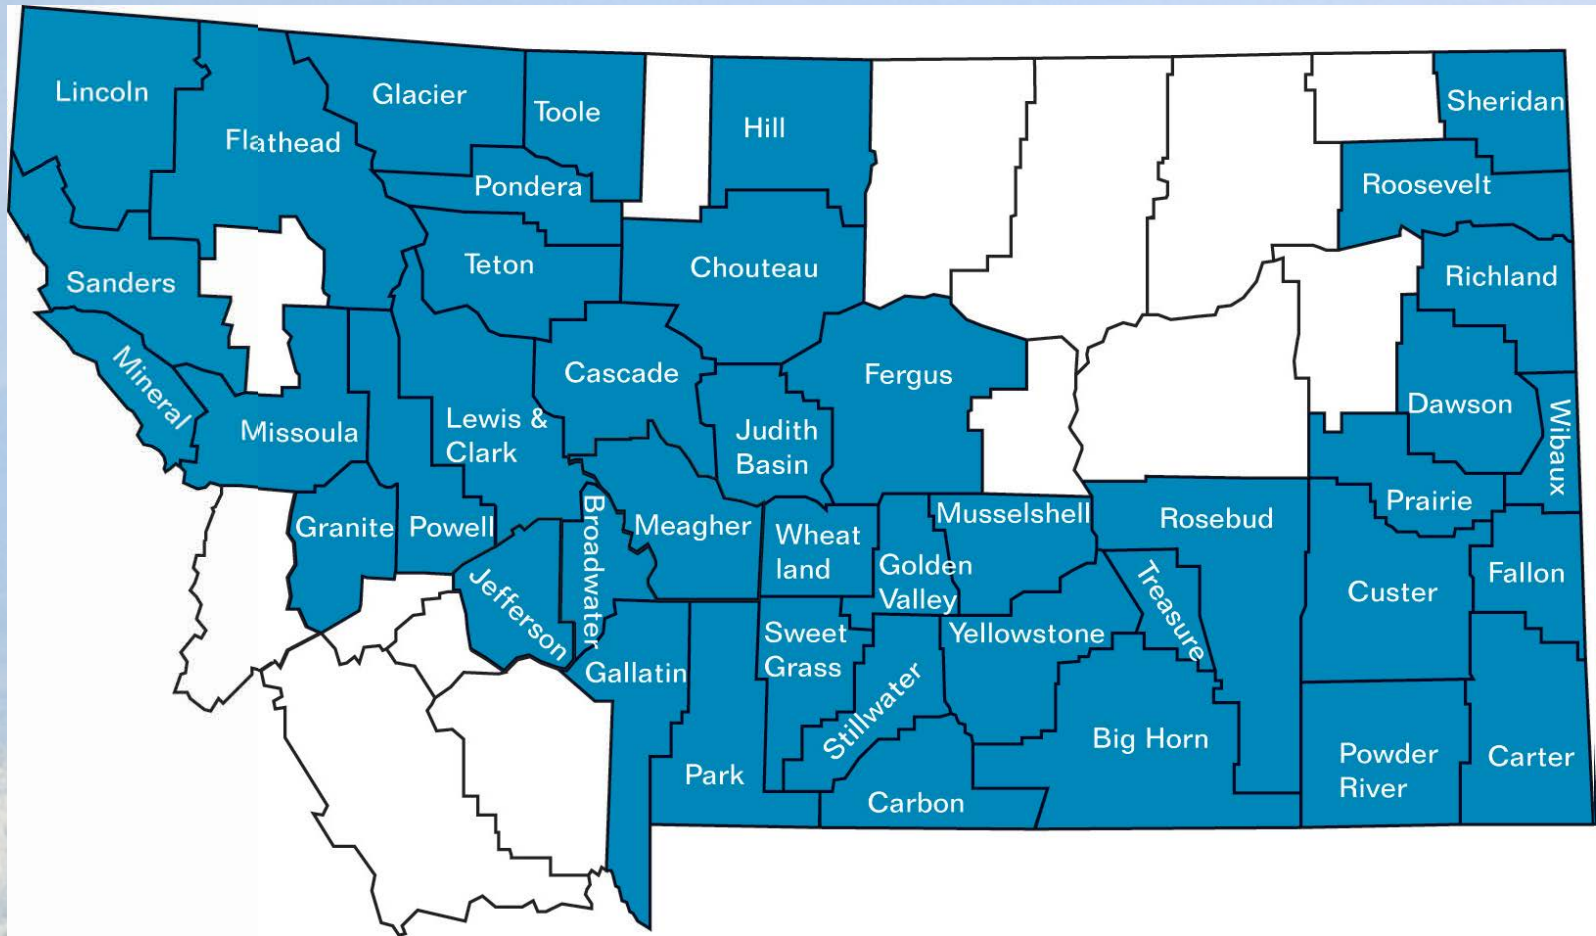 Lincoln
Flathead
Glacier
Toole
Hill
Sheridan
Pondera
Roosevelt
Sanders
Teton
Chouteau
Richland
Mineral
Missoula
Lewis &
Clark
Cascade
Judith
Basin
Fergus
Dawson
Wibaux
Granite
Powell
Jefferson
Broadwater
Meagher
Wheat
land
Golden
Valley
Musselshell
Rosebud
Treasure
Prairie
Custer
Fallon
Gallatin
Park
Sweet
Grass
Stillwater
Yellowstone
Carbon
Big Horn
Powder
River
Carter